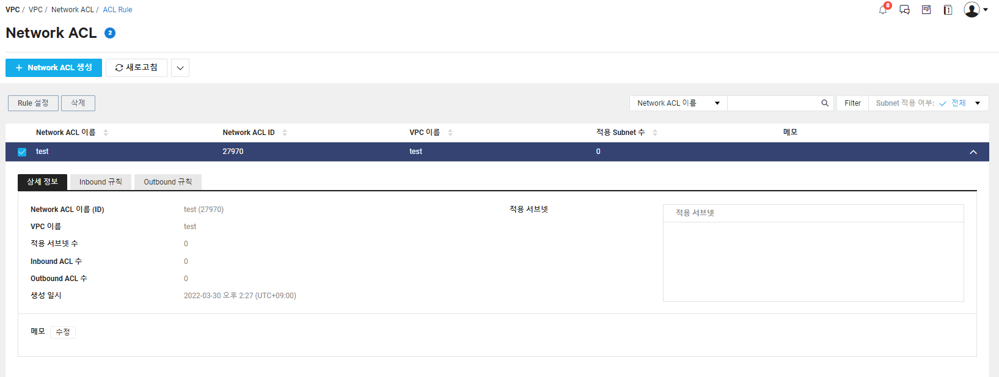 VPC / VPC / Network ACL / ACL Rule
8
Network ACL 2
+ Network ACL 생성 새로고침
Rule 설정 삭제 Network ACL 이름 Filter Subnet 적용 여부: 전체
Network ACL 이름 Network ACL ID VPC 이름 적용 Subnet 수 메모
test 27970 test 0
상세 정보 Inbound 규칙 Outbound 규칙
Network ACL 이름 (ID) test (27970) 적용 서브넷 적용 서브넷
VPC 이름 test
적용 서브넷 수 0
Inbound ACL 수 0
Outbound ACL 수 0
생성 일시 2022-03-30 오후 2:27 (UTC+09:00)
메모 수정